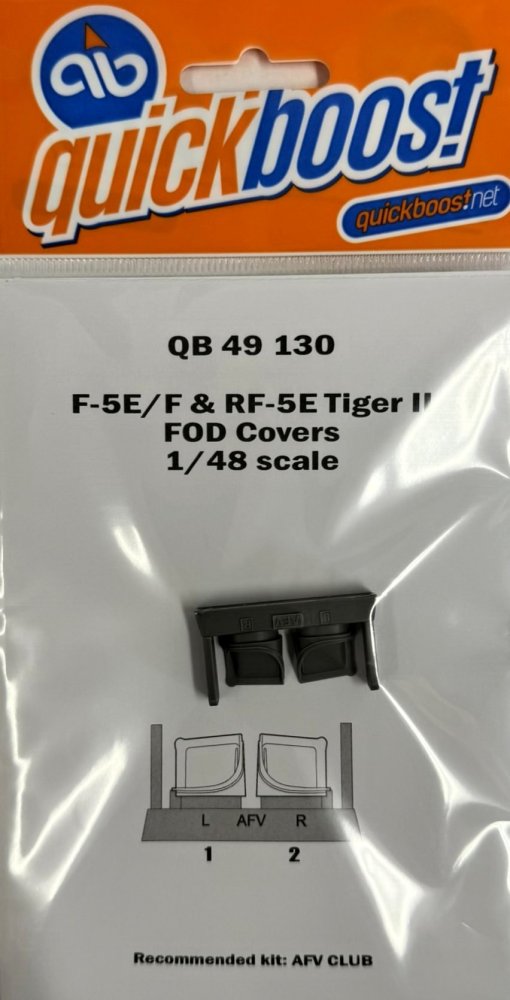 qb
quickboost
quickboost.net
QB 49 130
F-5E/F & RF-5E Tiger II
FOD Covers
1/48 scale
AFV
L AFV R
1 2
Recommended kit: AFV CLUB